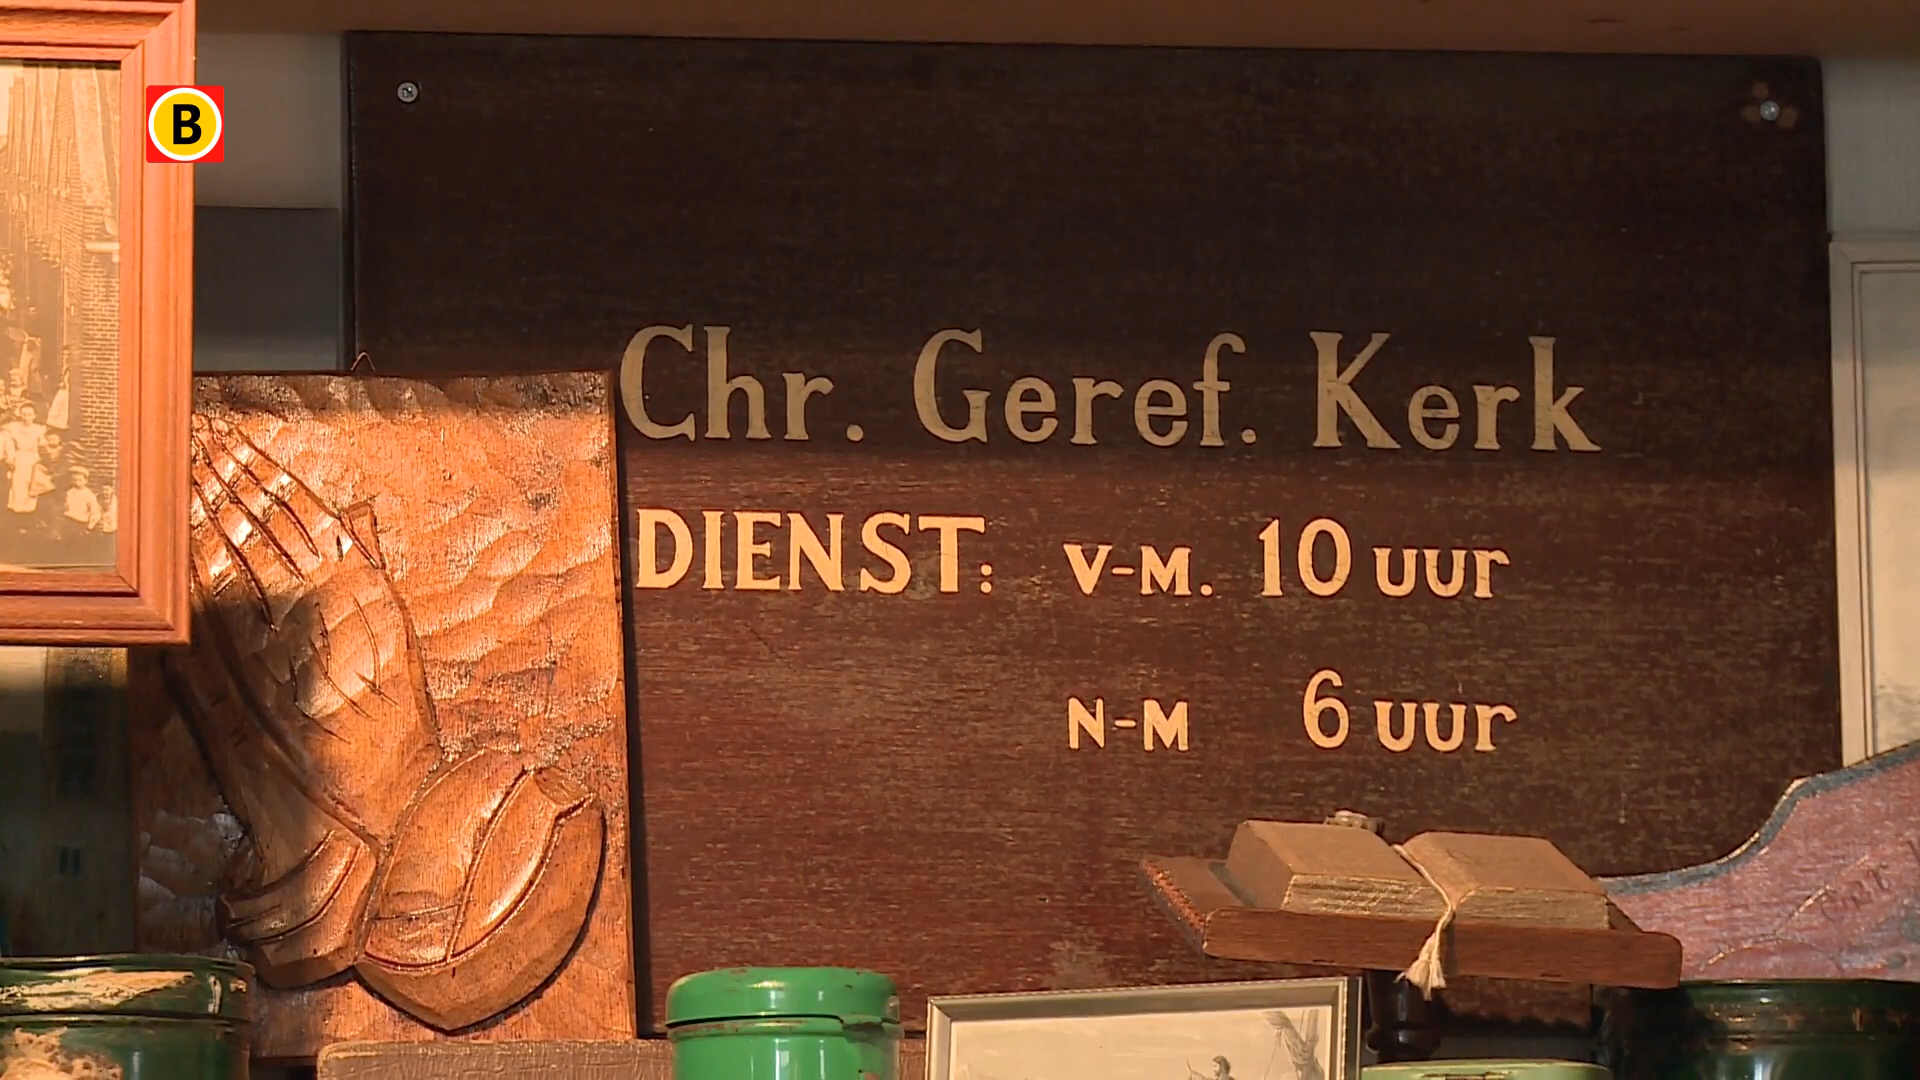 B
Chr. Geref. Kerk
DIENST: V-M. 10 uur
N-M 6 uur